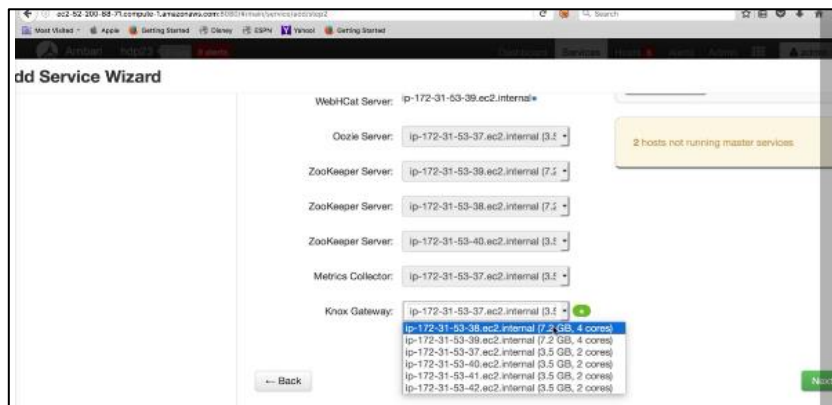 ec2-52-200-68-71.compute-1.amazonaws.com:8080/#/main/service/add/step2
Search
Most Visited Apple Getting Started Disney ESPN Yahoo! Getting Started
Ambari hdp23 Dashboard Services Hosts Alerts Admin
dd Service Wizard
WebHCat Server: ip-172-31-53-39.ec2.internal
Oozie Server: ip-172-31-53-37.ec2.internal (3.5
2 hosts not running master services
ZooKeeper Server: ip-172-31-53-39.ec2.internal (7.2
ZooKeeper Server: ip-172-31-53-38.ec2.internal (7.2
ZooKeeper Server: ip-172-31-53-40.ec2.internal (3.5
Metrics Collector: ip-172-31-53-37.ec2.internal (3.5
Knox Gateway: ip-172-31-53-37.ec2.internal (3.5
ip-172-31-53-38.ec2.internal (7.2 GB, 4 cores)
ip-172-31-53-39.ec2.internal (7.2 GB, 4 cores)
ip-172-31-53-37.ec2.internal (3.5 GB, 2 cores)
ip-172-31-53-40.ec2.internal (3.5 GB, 2 cores)
ip-172-31-53-41.ec2.internal (3.5 GB, 2 cores)
ip-172-31-53-42.ec2.internal (3.5 GB, 2 cores)
← Back
Nex